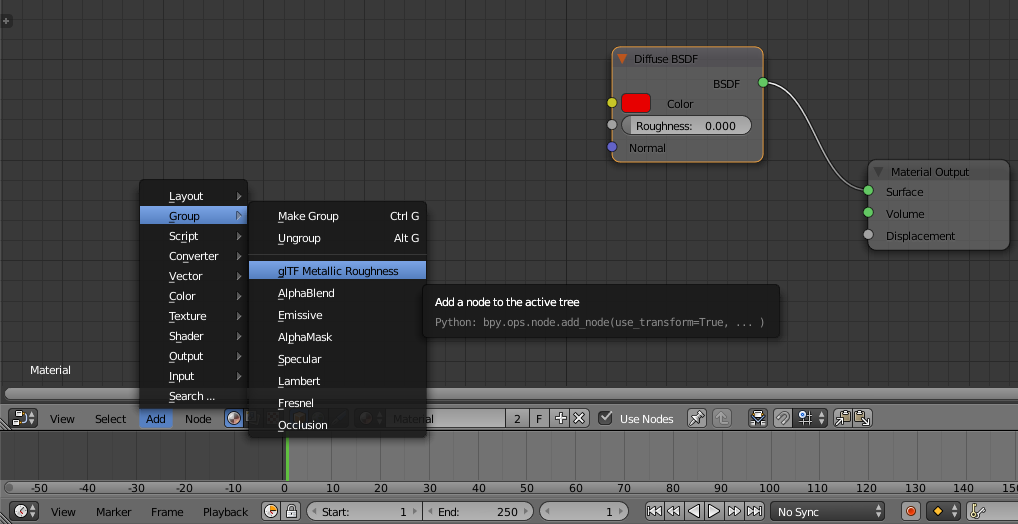 Diffuse BSDF
BSDF
Color
Roughness: 0.000
Normal
Material Output
Surface
Volume
Displacement
Layout
Group
Script
Converter
Vector
Color
Texture
Shader
Output
Input
Search ...
Make Group Ctrl G
Ungroup Alt G
glTF Metallic Roughness
AlphaBlend
Emissive
AlphaMask
Specular
Lambert
Fresnel
Occlusion
Add a node to the active tree
Python: bpy.ops.node.add_node(use_transform=True, ... )
Material
View Select Add Node Material 2 F Use Nodes
-50 -40 -30 -20 -10 0 10 20 30 40 50 60 70 80 90 100 110 120 130 140 15
View Marker Frame Playback Start: 1 End: 250 1 No Sync